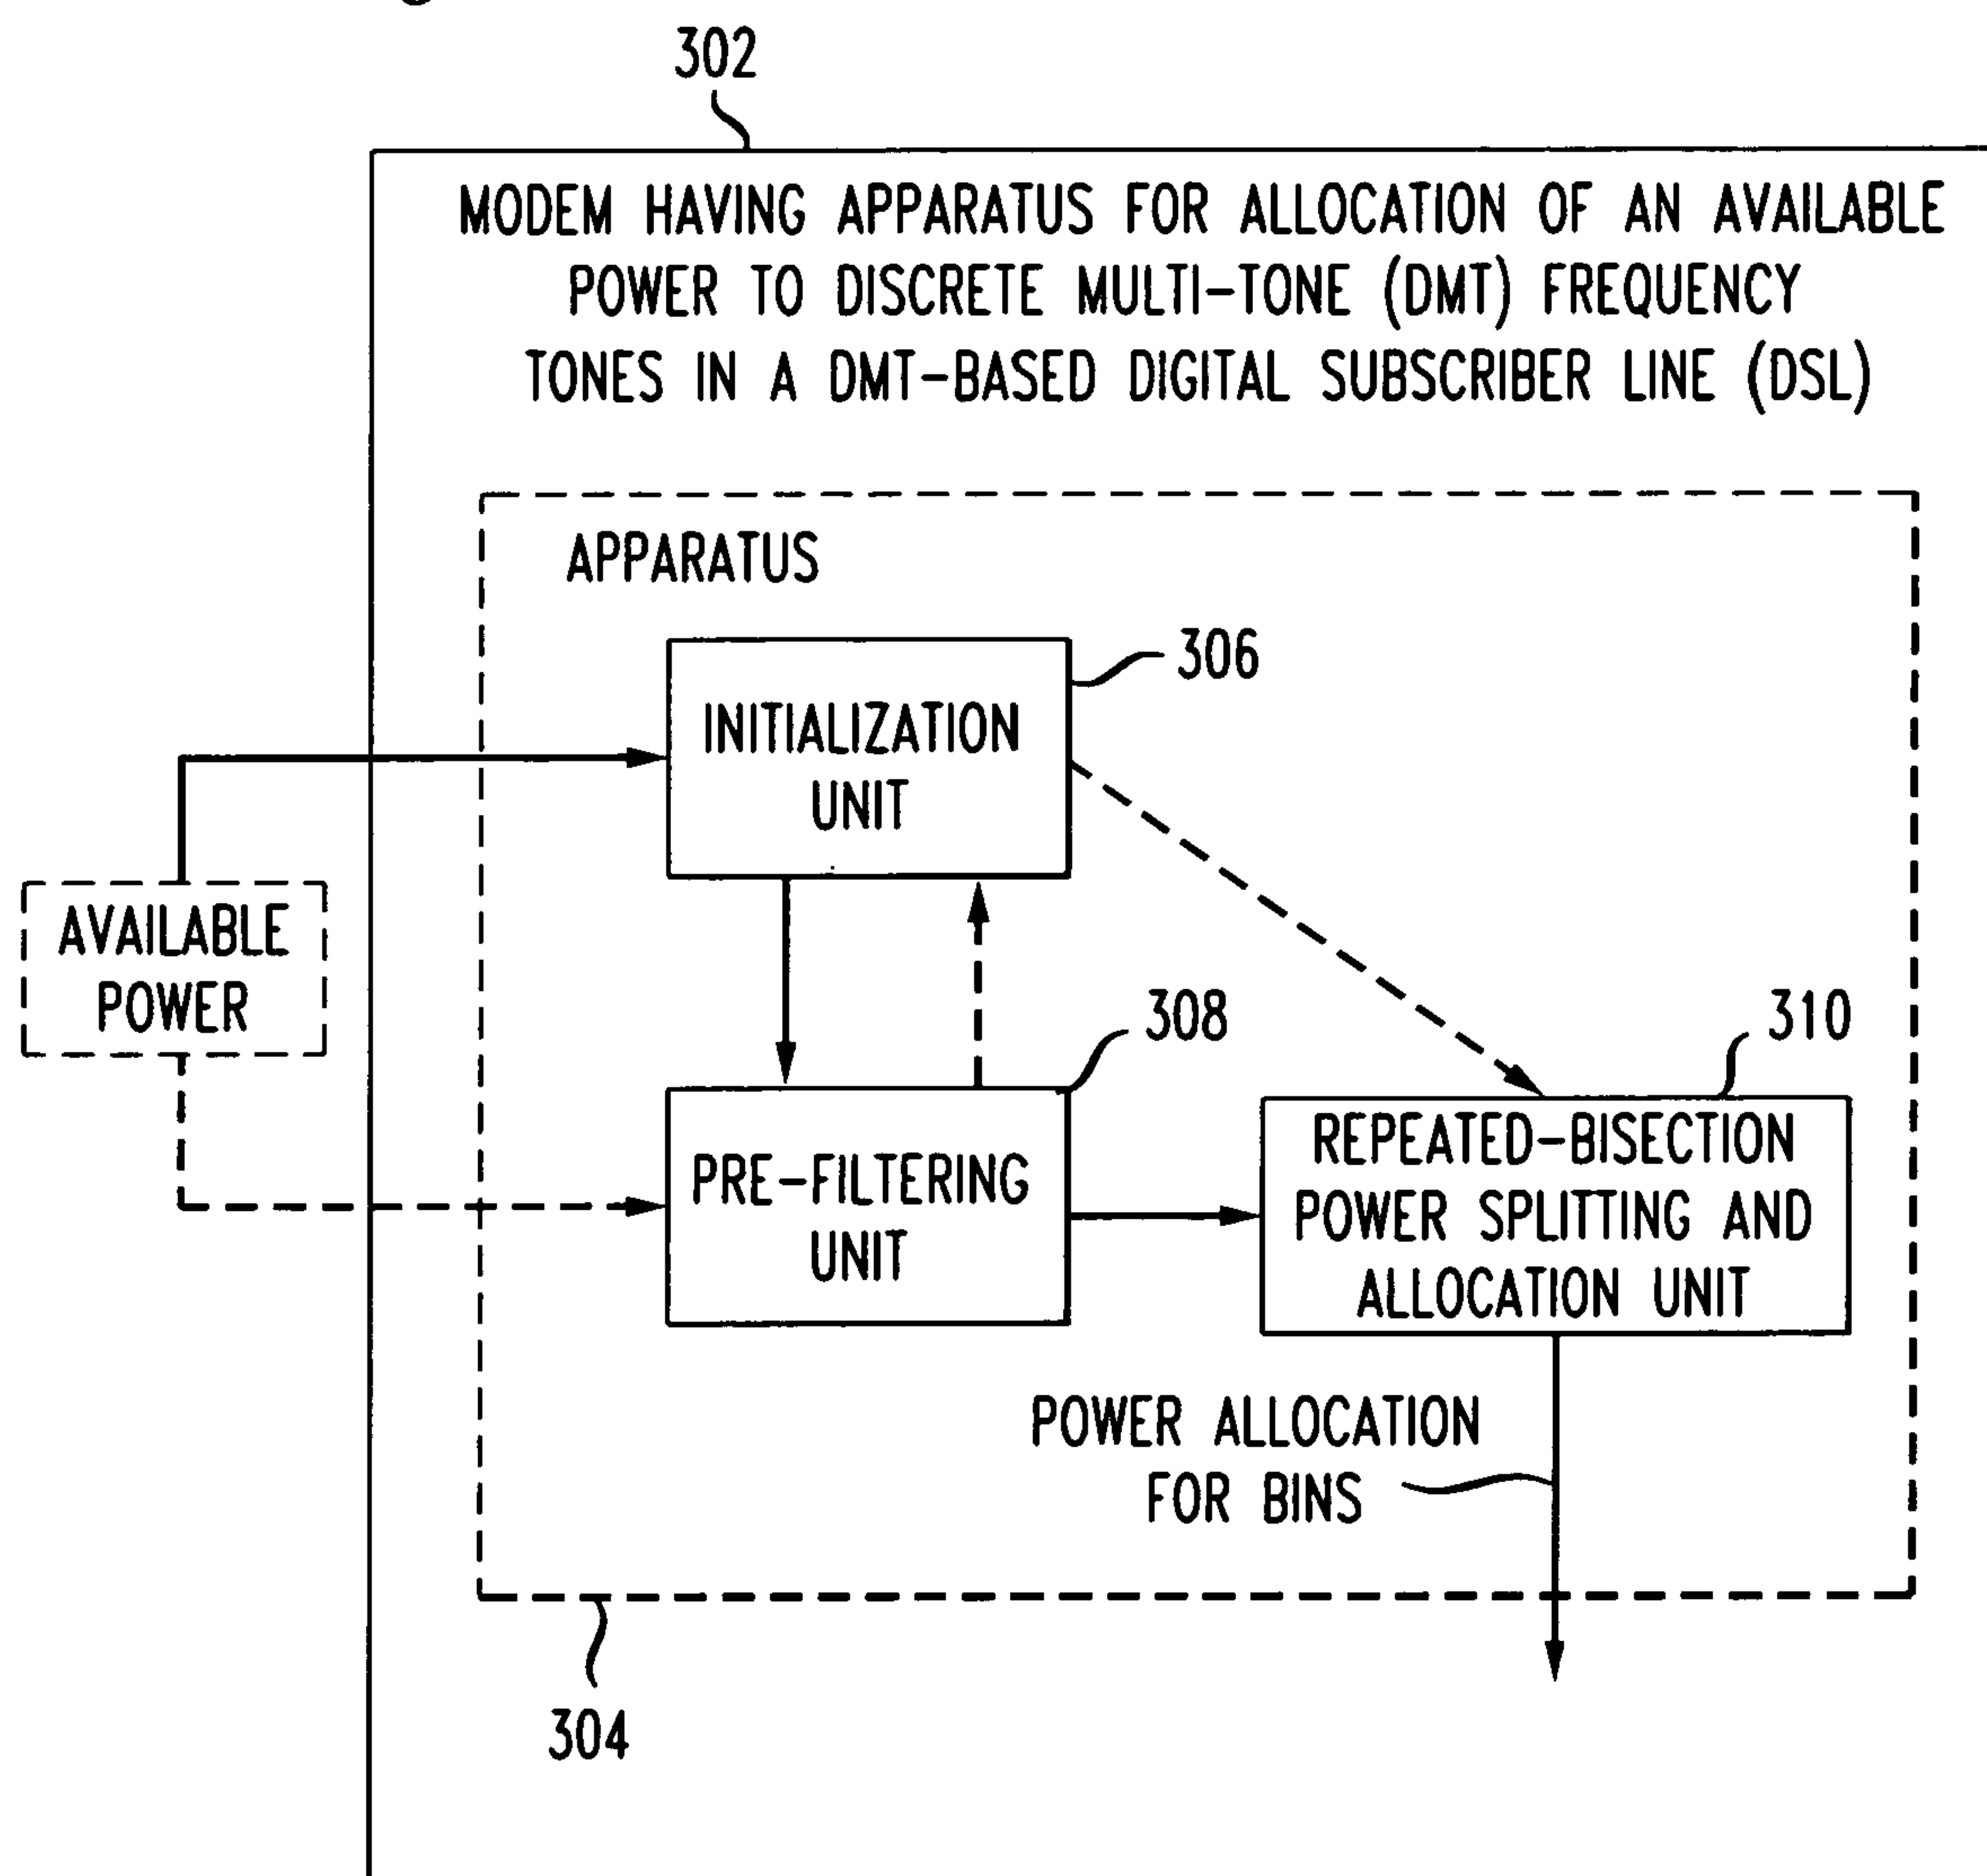 302
MODEM HAVING APPARATUS FOR ALLOCATION OF AN AVAILABLE
POWER TO DISCRETE MULTI-TONE (DMT) FREQUENCY
TONES IN A DMT-BASED DIGITAL SUBSCRIBER LINE (DSL)
APPARATUS
306
INITIALIZATION
UNIT
AVAILABLE
POWER
308
310
PRE-FILTERING
UNIT
REPEATED-BISECTION
POWER SPLITTING AND
ALLOCATION UNIT
POWER ALLOCATION
FOR BINS
304